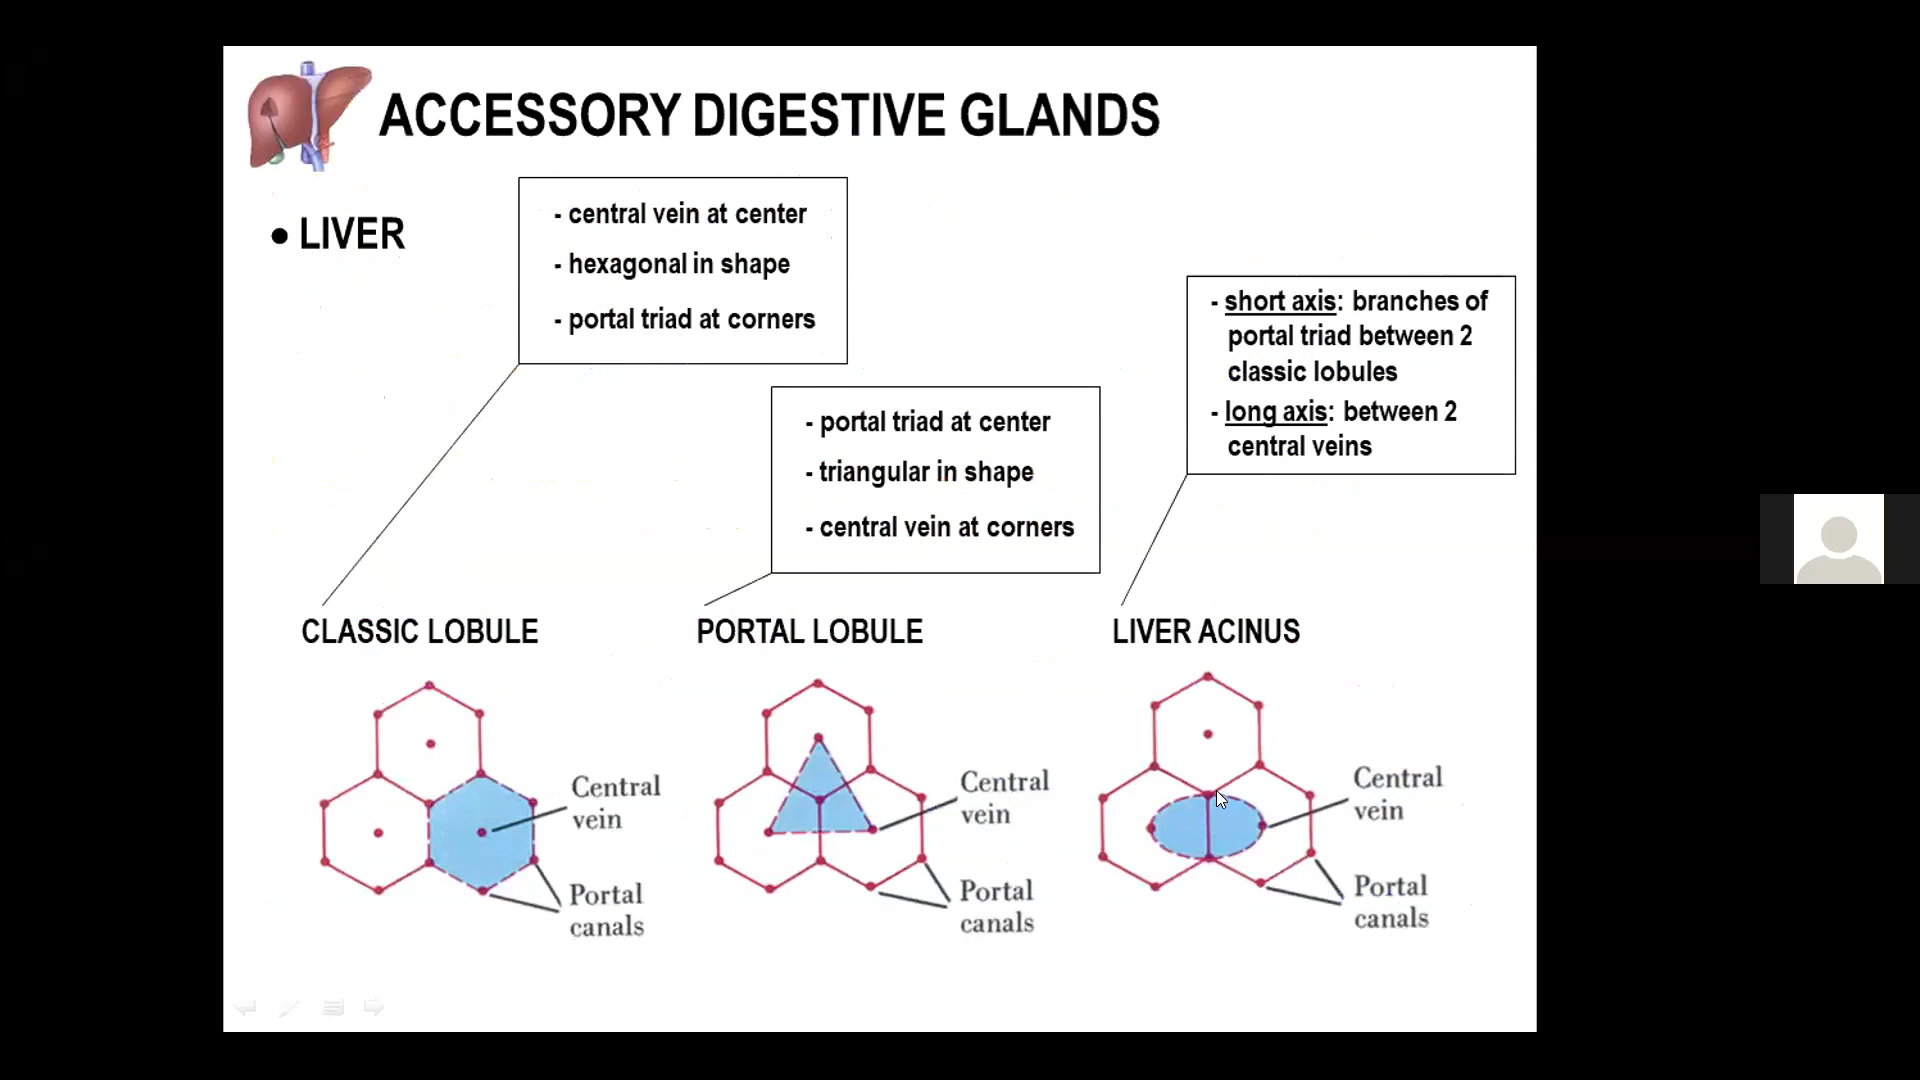 ACCESSORY DIGESTIVE GLANDS
• LIVER
- central vein at center
- hexagonal in shape
- portal triad at corners
- portal triad at center
- triangular in shape
- central vein at corners
- short axis: branches of
portal triad between 2
classic lobules
- long axis: between 2
central veins
CLASSIC LOBULE
PORTAL LOBULE
LIVER ACINUS
Central
vein
Portal
canals
Central
vein
Portal
canals
Central
vein
Portal
canals